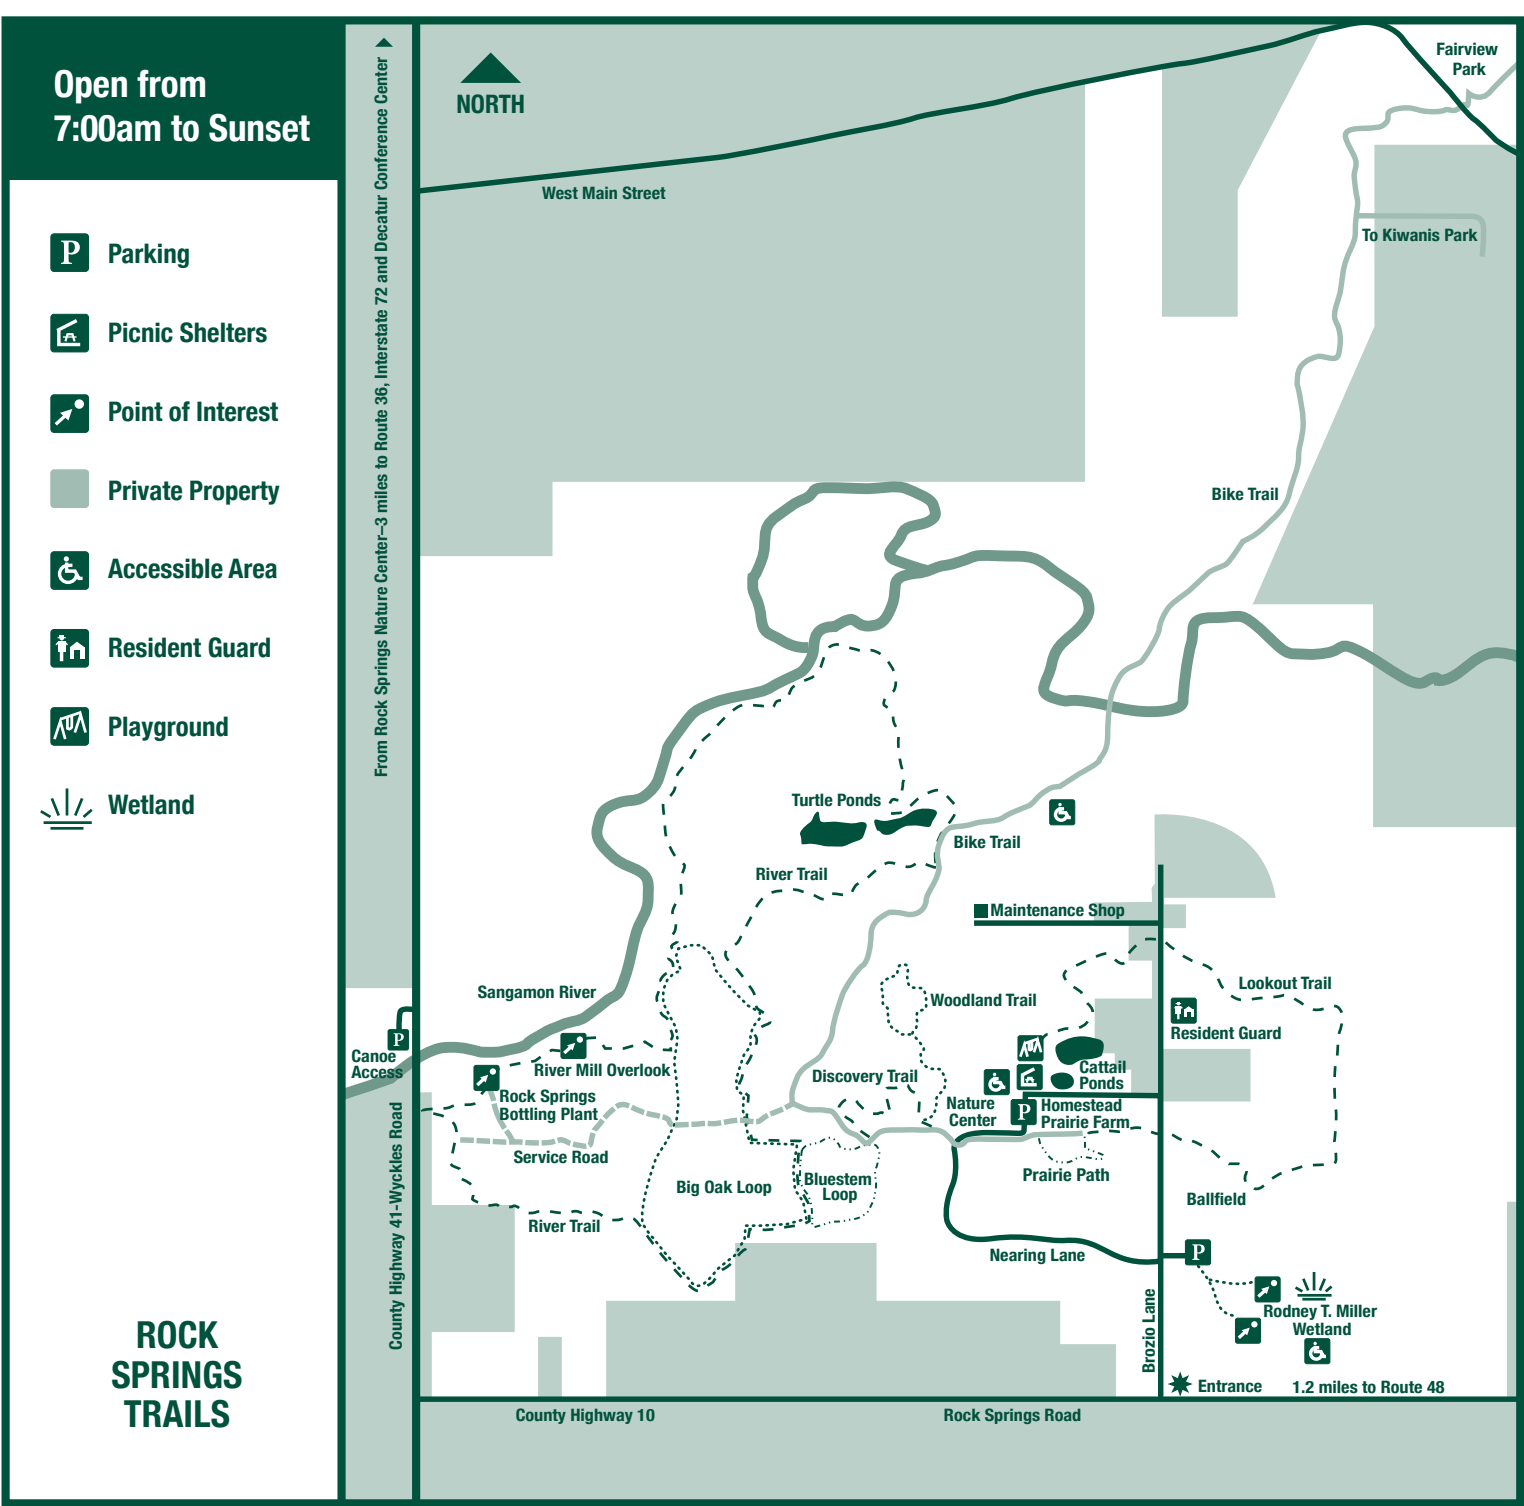 Open from
7:00am to Sunset
P
Parking
Picnic Shelters
Point of Interest
Private Property
Accessible Area
Resident Guard
Playground
Wetland
ROCK
SPRINGS
TRAILS
From Rock Springs Nature Center–3 miles to Route 36, Interstate 72 and Decatur Conference Center
NORTH
West Main Street
Fairview
Park
To Kiwanis Park
Bike Trail
Turtle Ponds
Bike Trail
River Trail
Maintenance Shop
Sangamon River
Woodland Trail
Lookout Trail
Resident Guard
P
Canoe
Access
River Mill Overlook
Rock Springs
Bottling Plant
Discovery Trail
Cattail
Ponds
Nature
Center
P
Homestead
Prairie Farm
Service Road
Big Oak Loop
Bluestem
Loop
Prairie Path
Ballfield
River Trail
Nearing Lane
P
County Highway 41-Wyckles Road
Brozio Lane
Rodney T. Miller
Wetland
Entrance
1.2 miles to Route 48
County Highway 10
Rock Springs Road